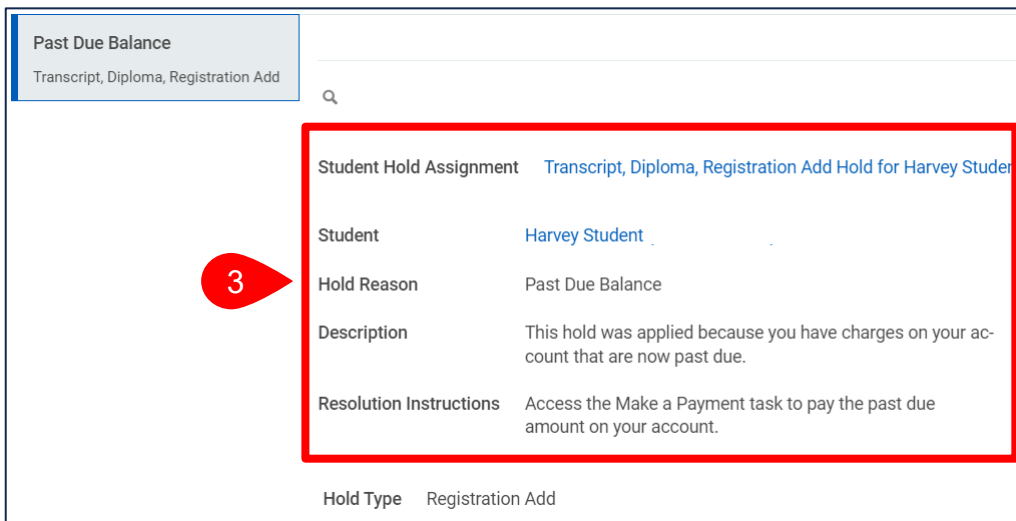 Past Due Balance
Transcript, Diploma, Registration Add
Student Hold Assignment Transcript, Diploma, Registration Add Hold for Harvey
Student Harvey Student
3
Hold Reason Past Due Balance
Description This hold was applied because you have charges on your ac-
count that are now past due.
Resolution Instructions Access the Make a Payment task to pay the past due
amount on your account.
Hold Type Registration Add